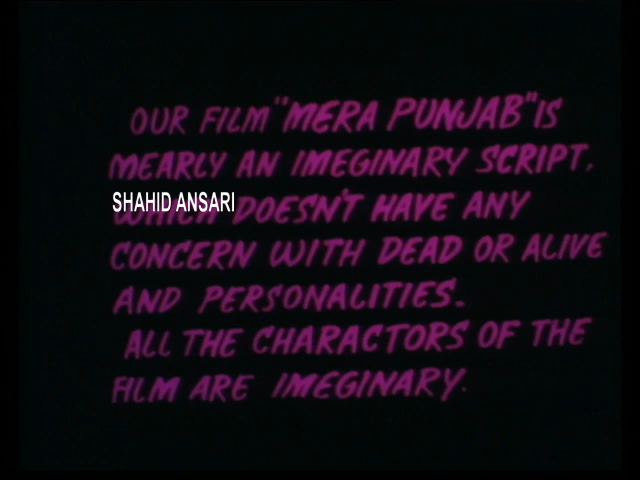 OUR FILM "MERA PUNJAB" IS
MEARLY AN IMEGINARY SCRIPT,
SHAHID ANSARI
WHICH DOESN'T HAVE ANY
CONCERN WITH DEAD OR ALIVE
AND PERSONALITIES.
ALL THE CHARACTORS OF THE
FILM ARE IMEGINARY.